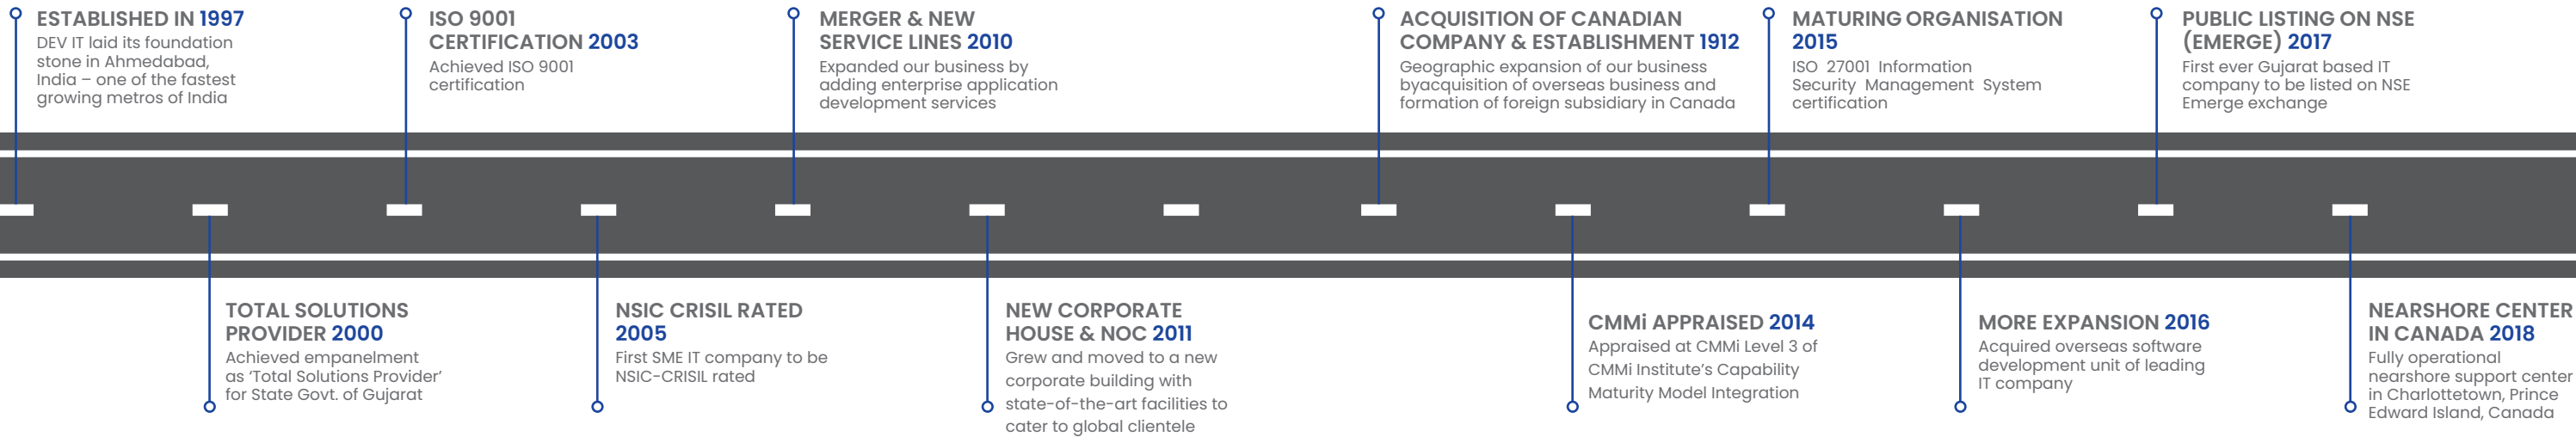 ESTABLISHED IN 1997
DEV IT laid its foundation
stone in Ahmedabad,
India – one of the fastest
growing metros of India
TOTAL SOLUTIONS
PROVIDER 2000
Achieved empanelment
as ‘Total Solutions Provider’
for State Govt. of Gujarat
ISO 9001
CERTIFICATION 2003
Achieved ISO 9001
certification
NSIC CRISIL RATED
2005
First SME IT company to be
NSIC-CRISIL rated
MERGER & NEW
SERVICE LINES 2010
Expanded our business by
adding enterprise application
development services
NEW CORPORATE
HOUSE & NOC 2011
Grew and moved to a new
corporate building with
state-of-the-art facilities to
cater to global clientele
ACQUISITION OF CANADIAN
COMPANY & ESTABLISHMENT 1912
Geographic expansion of our business
byacquisition of overseas business and
formation of foreign subsidiary in Canada
CMMi APPRAISED 2014
Appraised at CMMi Level 3 of
CMMi Institute’s Capability
Maturity Model Integration
MATURING ORGANISATION
2015
ISO 27001 Information
Security Management System
certification
MORE EXPANSION 2016
Acquired overseas software
development unit of leading
IT company
PUBLIC LISTING ON NSE
(EMERGE) 2017
First ever Gujarat based IT
company to be listed on NSE
Emerge exchange
NEARSHORE CENTER
IN CANADA 2018
Fully operational
nearshore support center
in Charlottetown, Prince
Edward Island, Canada